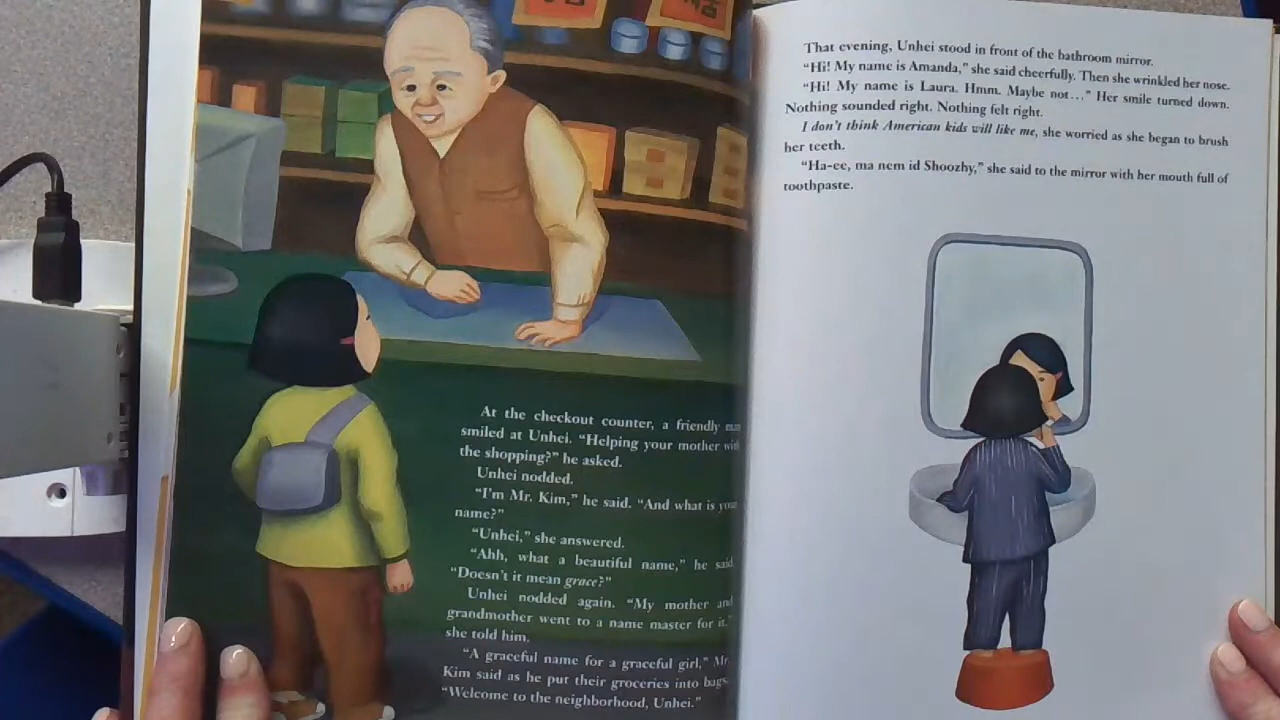 At the checkout counter, a friendly
smiled at Unhei. “Helping your mother
the shopping?” he asked.
Unhei nodded.
“I’m Mr. Kim,” he said. “And what is
name?”
“Unhei,” she answered.
“Ahh, what a beautiful name,” he said.
“Doesn’t it mean grace?”
Unhei nodded again. “My mother and
grandmother went to a name master for it,”
she told him.
“A graceful name for a graceful girl,” Mr.
Kim said as he put their groceries into bags.
“Welcome to the neighborhood, Unhei.”
That evening, Unhei stood in front of the bathroom mirror.
“Hi! My name is Amanda,” she said cheerfully. Then she wrinkled her nose.
“Hi! My name is Laura. Hmm. Maybe not…” Her smile turned down.
Nothing sounded right. Nothing felt right.
I don’t think American kids will like me, she worried as she began to brush
her teeth.
“Ha-ee, ma nem id Shoozhy,” she said to the mirror with her mouth full of
toothpaste.